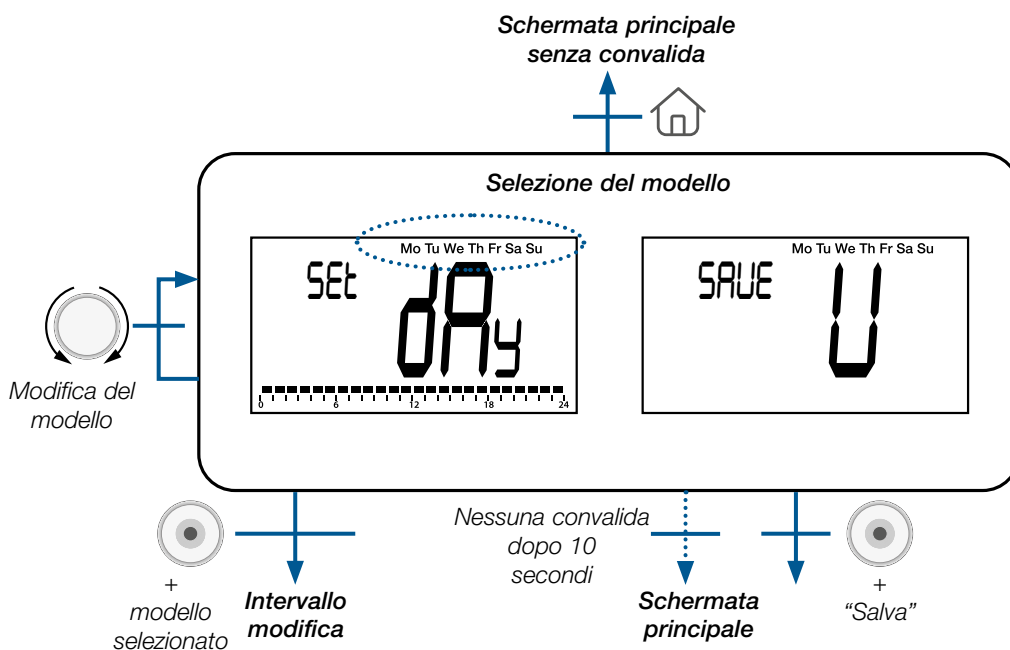 Schermata principale
senza convalida
Selezione del modello
Mo Tu We Th Fr Sa Su
SEt
dAy
0 6 12 18 24
Mo Tu We Th Fr Sa Su
SAVE
U
Modifica del
modello
+
modello
selezionato
Intervallo
modifica
Nessuna convalida
dopo 10
secondi
Schermata
principale
+
“Salva”